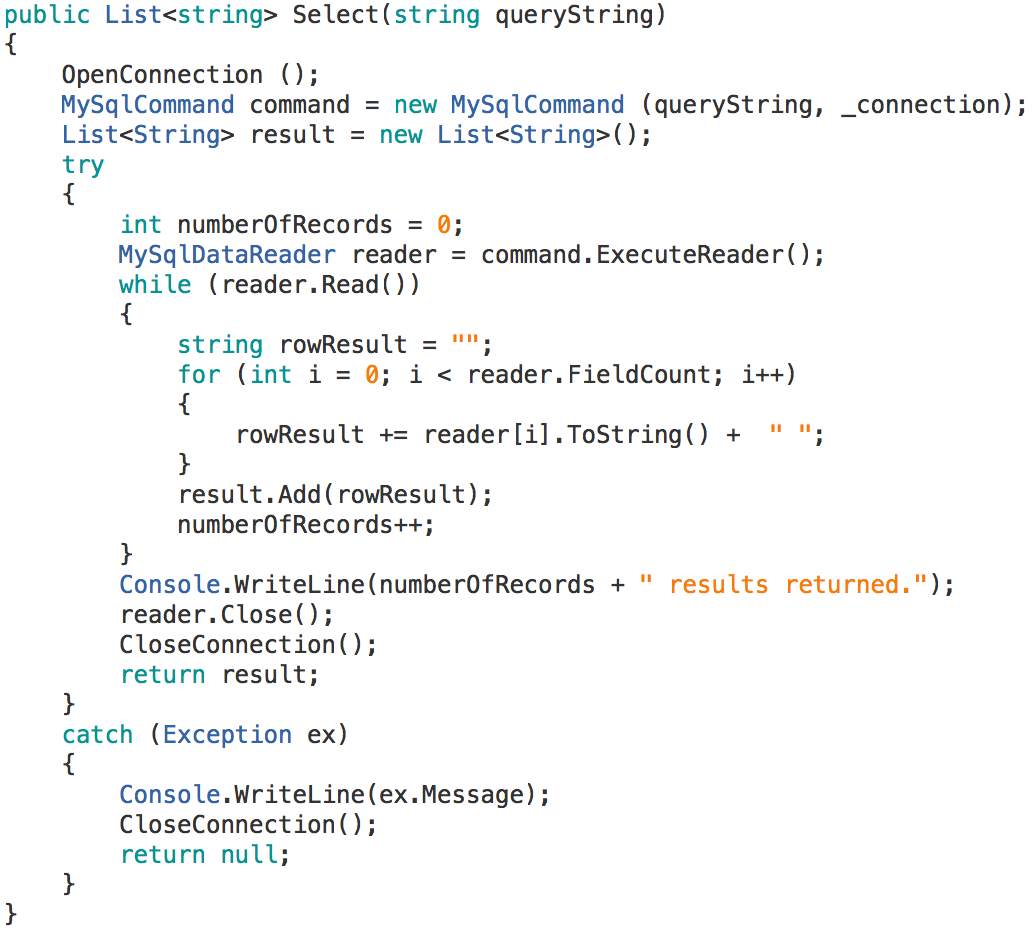 public List<string> Select(string queryString)
{
    OpenConnection ();
    MySqlCommand command = new MySqlCommand (queryString, _connection);
    List<String> result = new List<String>();
    try
    {
        int numberOfRecords = 0;
        MySqlDataReader reader = command.ExecuteReader();
        while (reader.Read())
        {
            string rowResult = "";
            for (int i = 0; i < reader.FieldCount; i++)
            {
                rowResult += reader[i].ToString() +  " ";
            }
            result.Add(rowResult);
            numberOfRecords++;
        }
        Console.WriteLine(numberOfRecords + " results returned.");
        reader.Close();
        CloseConnection();
        return result;
    }
    catch (Exception ex)
    {
        Console.WriteLine(ex.Message);
        CloseConnection();
        return null;
    }
}